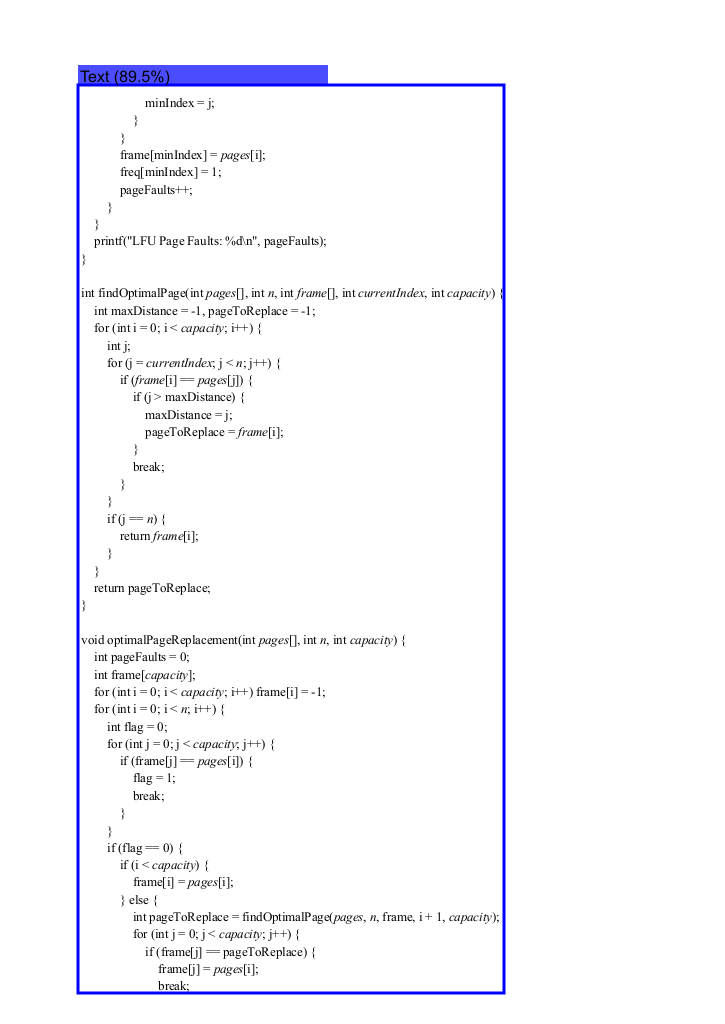 Text (89.5%)
minIndex = j;
}
}
frame[minIndex] = pages[i];
freq[minIndex] = 1;
pageFaults++;
}
}
printf("LFU Page Faults: %d\n", pageFaults);
}
int findOptimalPage(int pages[], int n, int frame[], int currentIndex, int capacity) {
int maxDistance = -1, pageToReplace = -1;
for (int i = 0; i < capacity; i++) {
int j;
for (j = currentIndex; j < n; j++) {
if (frame[i] == pages[j]) {
if (j > maxDistance) {
maxDistance = j;
pageToReplace = frame[i];
}
break;
}
}
if (j == n) {
return frame[i];
}
}
return pageToReplace;
}
void optimalPageReplacement(int pages[], int n, int capacity) {
int pageFaults = 0;
int frame[capacity];
for (int i = 0; i < capacity; i++) frame[i] = -1;
for (int i = 0; i < n; i++) {
int flag = 0;
for (int j = 0; j < capacity; j++) {
if (frame[j] == pages[i]) {
flag = 1;
break;
}
}
if (flag == 0) {
if (i < capacity) {
frame[i] = pages[i];
} else {
int pageToReplace = findOptimalPage(pages, n, frame, i + 1, capacity);
for (int j = 0; j < capacity; j++) {
if (frame[j] == pageToReplace) {
frame[j] = pages[i];
break;